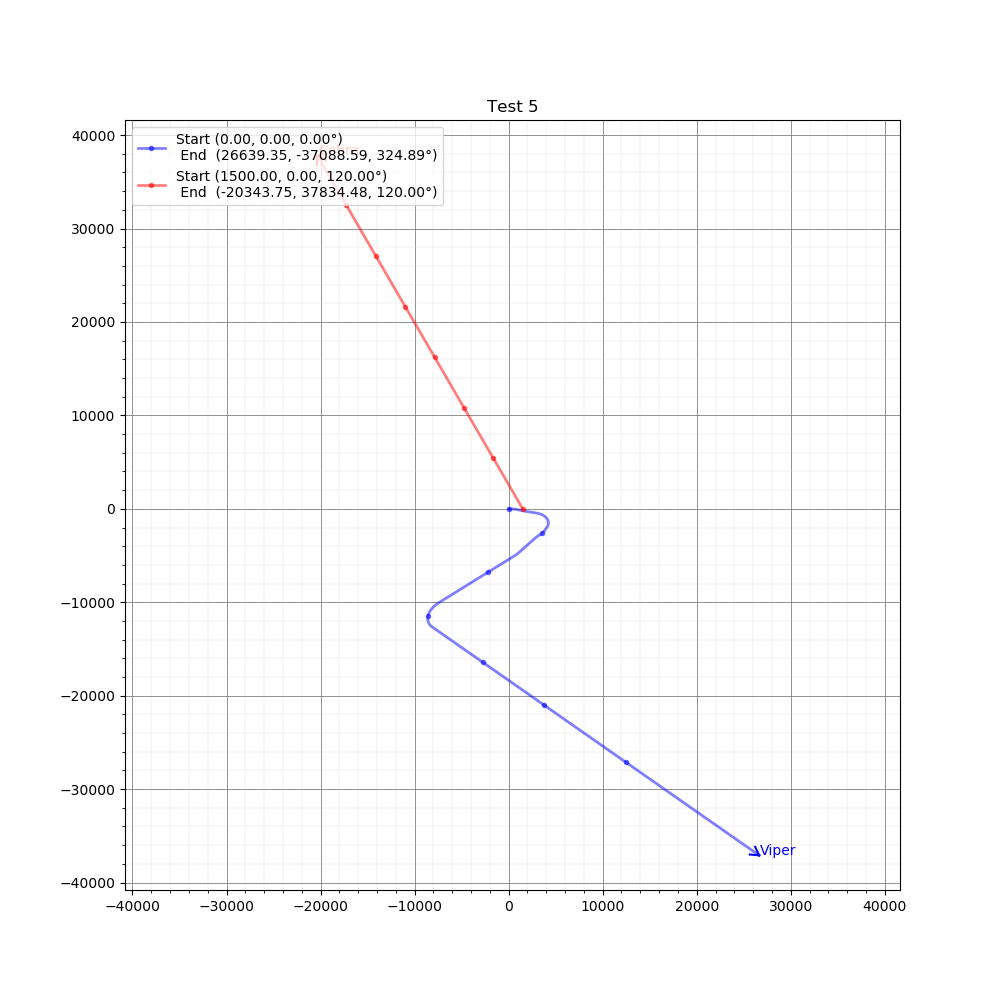 Test 5
Start (0.00, 0.00, 0.00°)
End (26639.35, -37088.59, 324.89°)
Start (1500.00, 0.00, 120.00°)
End (-20343.75, 37834.48, 120.00°)
40000
30000
20000
10000
0
−10000
−20000
−30000
−40000
Viper
−40000 −30000 −20000 −10000 0 10000 20000 30000 40000